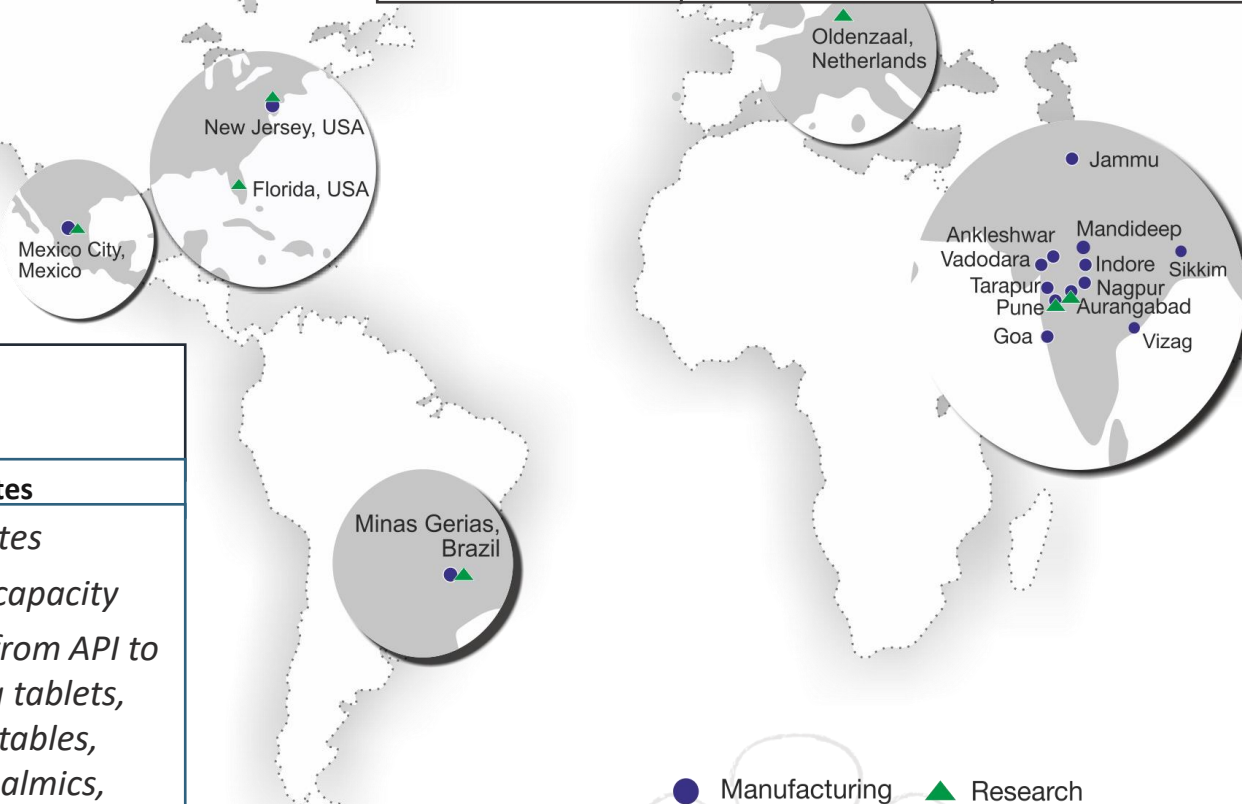 Oldenzaal,
Netherlands
New Jersey, USA
Florida, USA
Mexico City,
Mexico
Jammu
Ankleshwar
Mandideep
Vadodara
Indore
Sikkim
Tarapur
Nagpur
Pune
Aurangabad
Goa
Vizag
tes
tes
capacity
from API to
tablets,
tables,
almics,
Minas Gerias,
Brazil
Manufacturing
Research